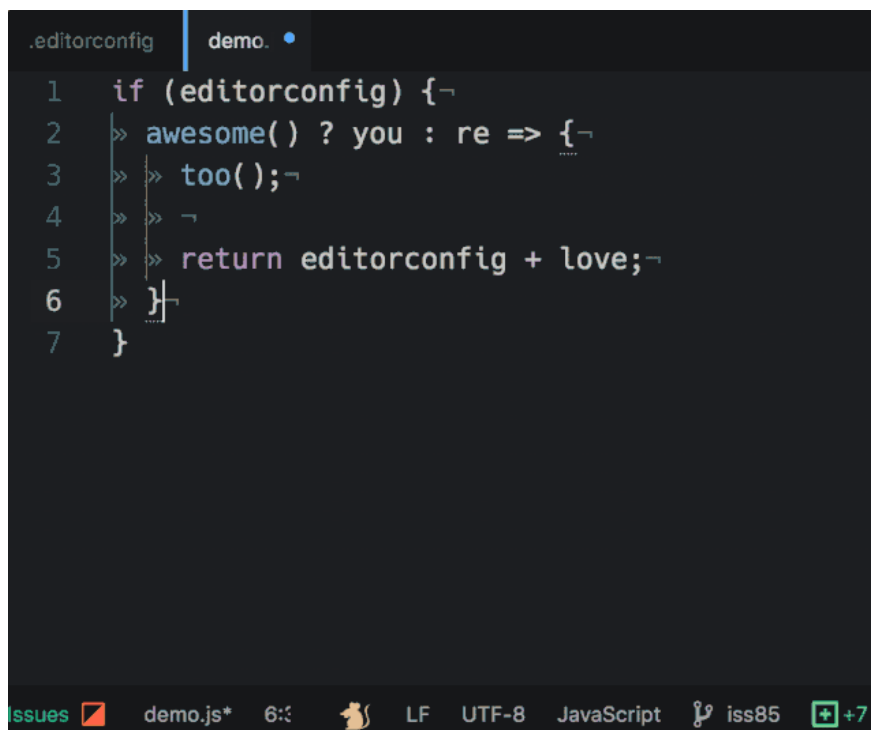 .editorconfig demo.
1 if (editorconfig) {¬
2 » awesome() ? you : re => {¬
3 » » too();¬
4 » » ¬
5 » » return editorconfig + love;¬
6 » }¬
7 }
Issues demo.js* 6: LF UTF-8 JavaScript iss85 +7